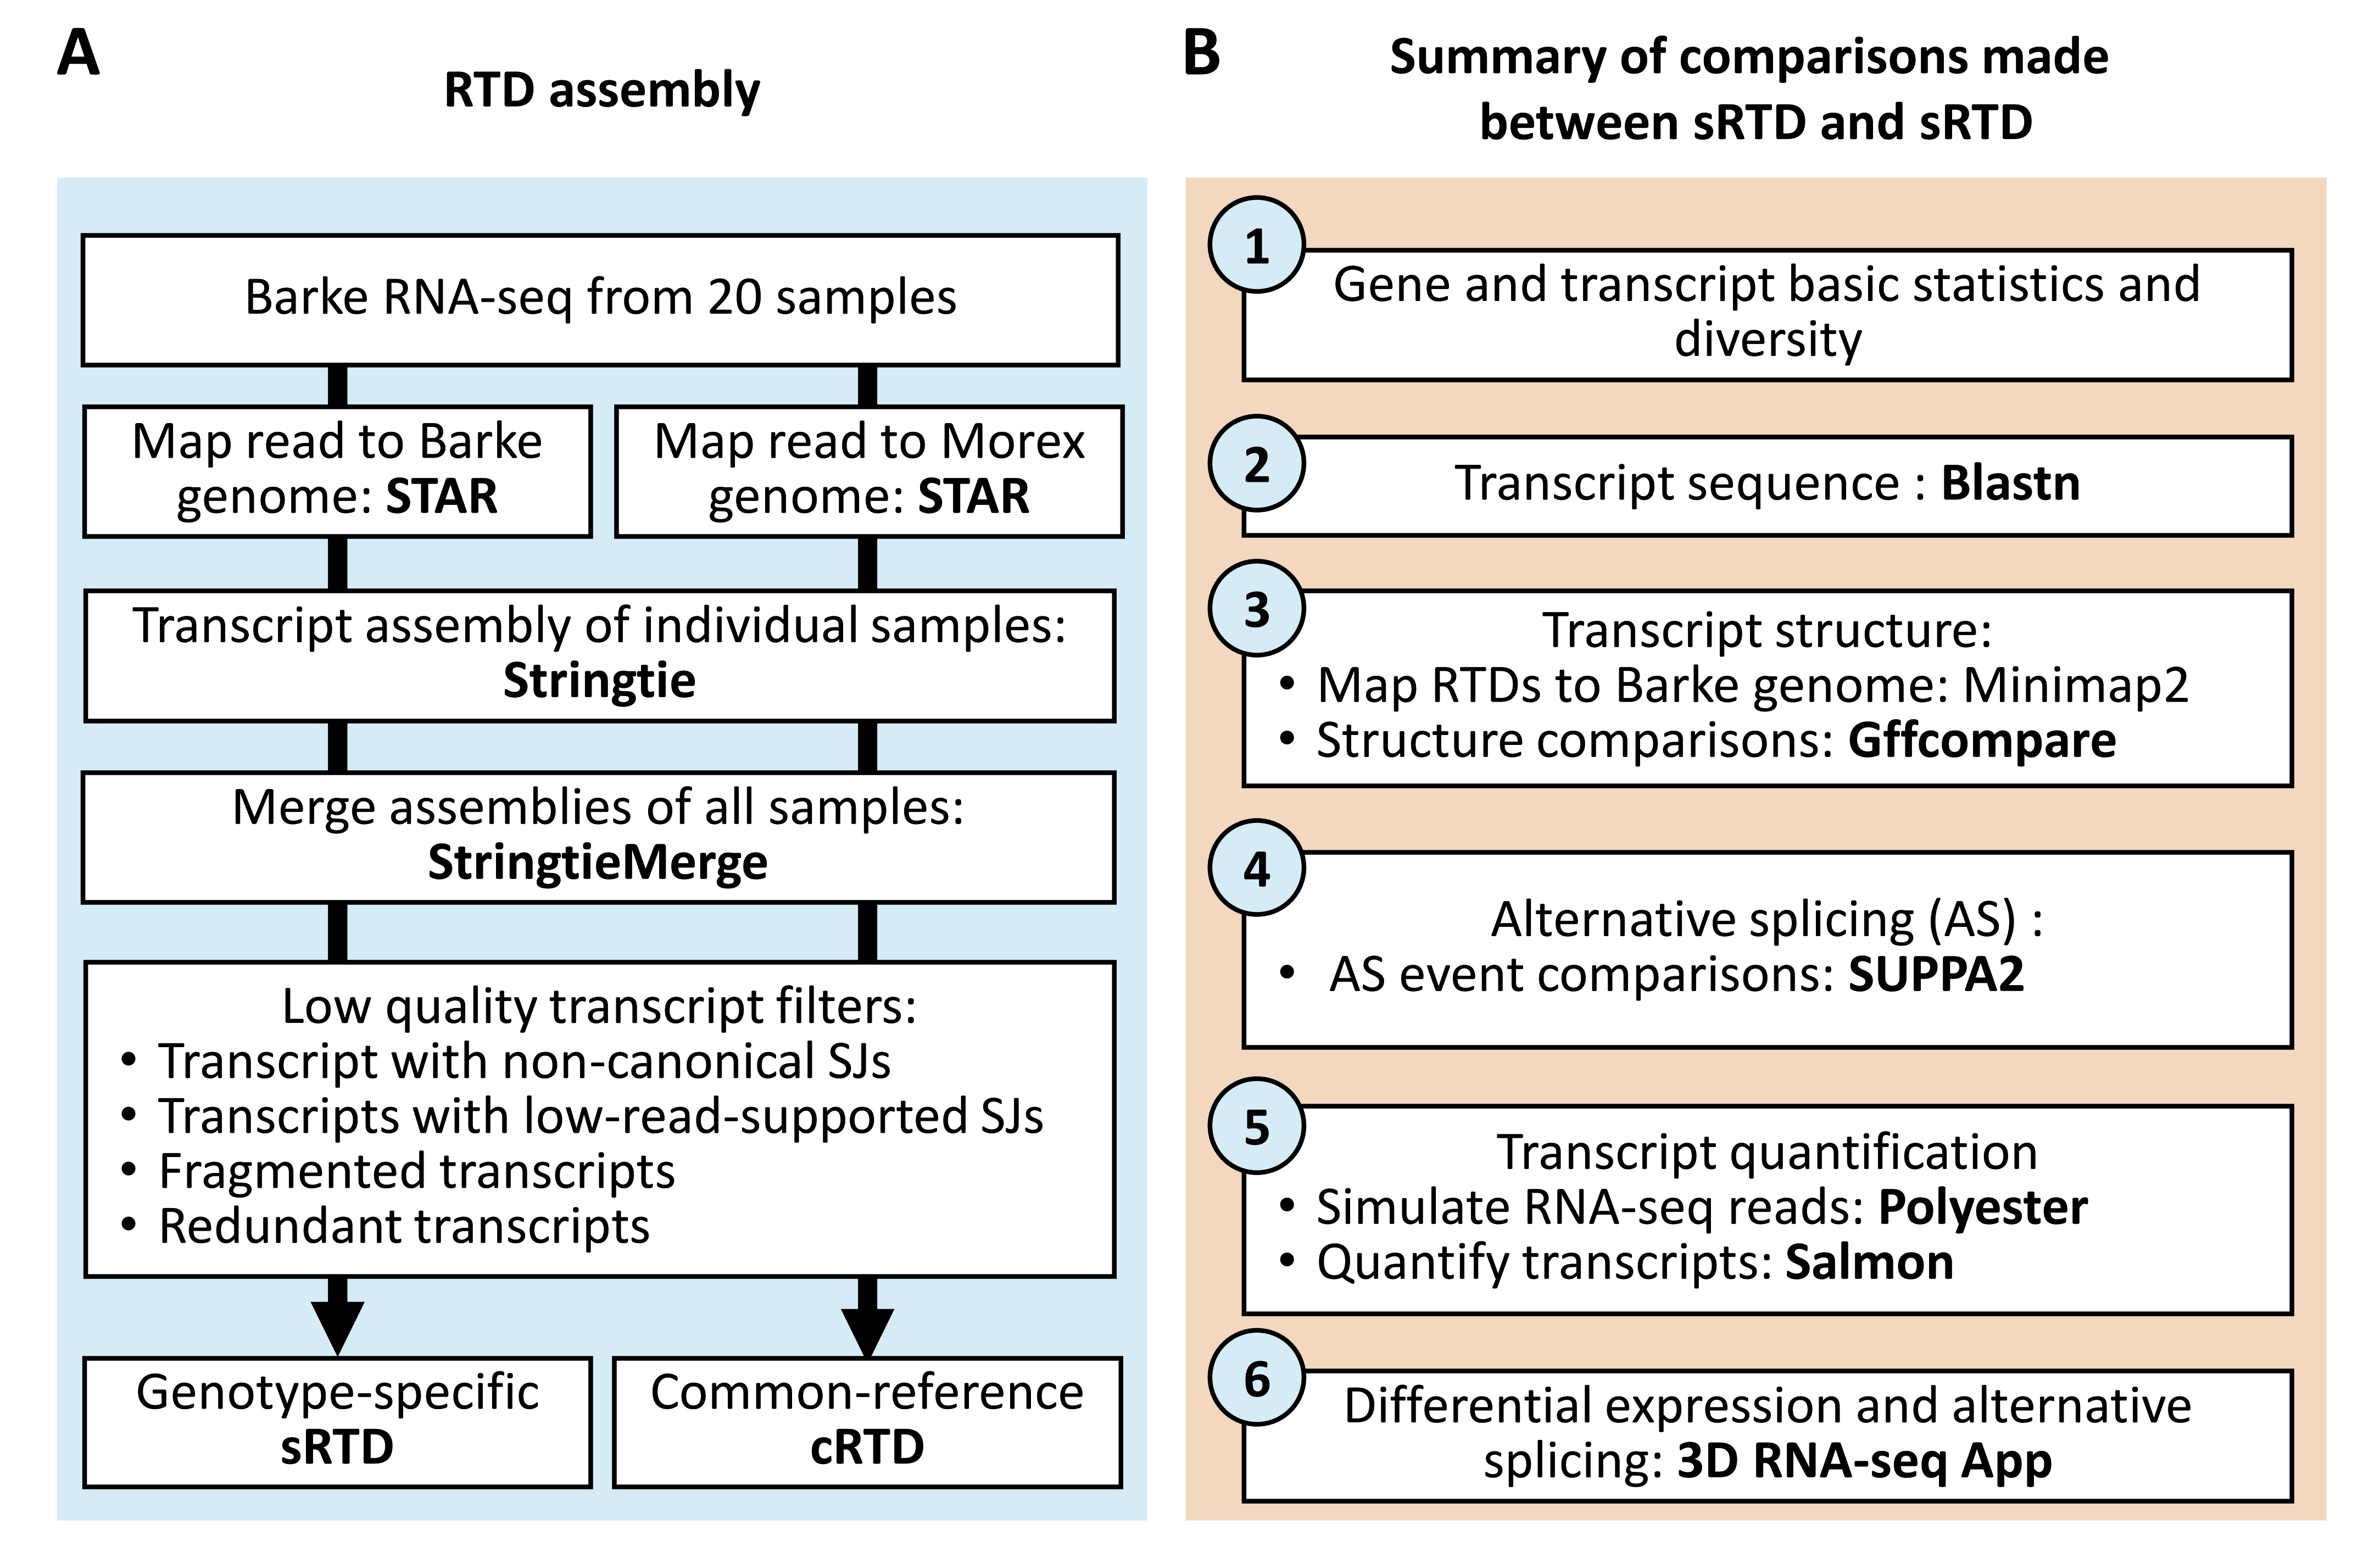 A
RTD assembly
Barke RNA-seq from 20 samples
Map read to Barke
genome: STAR
Map read to Morex
genome: STAR
Transcript assembly of individual samples:
Stringtie
Merge assemblies of all samples:
StringtieMerge
Low quality transcript filters:
• Transcript with non-canonical SJs
• Transcripts with low-read-supported SJs
• Fragmented transcripts
• Redundant transcripts
Genotype-specific
sRTD
Common-reference
cRTD
B
Summary of comparisons made
between sRTD and sRTD
1
Gene and transcript basic statistics and
diversity
2
Transcript sequence : Blastn
3
Transcript structure:
• Map RTDs to Barke genome: Minimap2
• Structure comparisons: Gffcompare
4
Alternative splicing (AS) :
• AS event comparisons: SUPPA2
5
Transcript quantification
• Simulate RNA-seq reads: Polyester
• Quantify transcripts: Salmon
6
Differential expression and alternative
splicing: 3D RNA-seq App